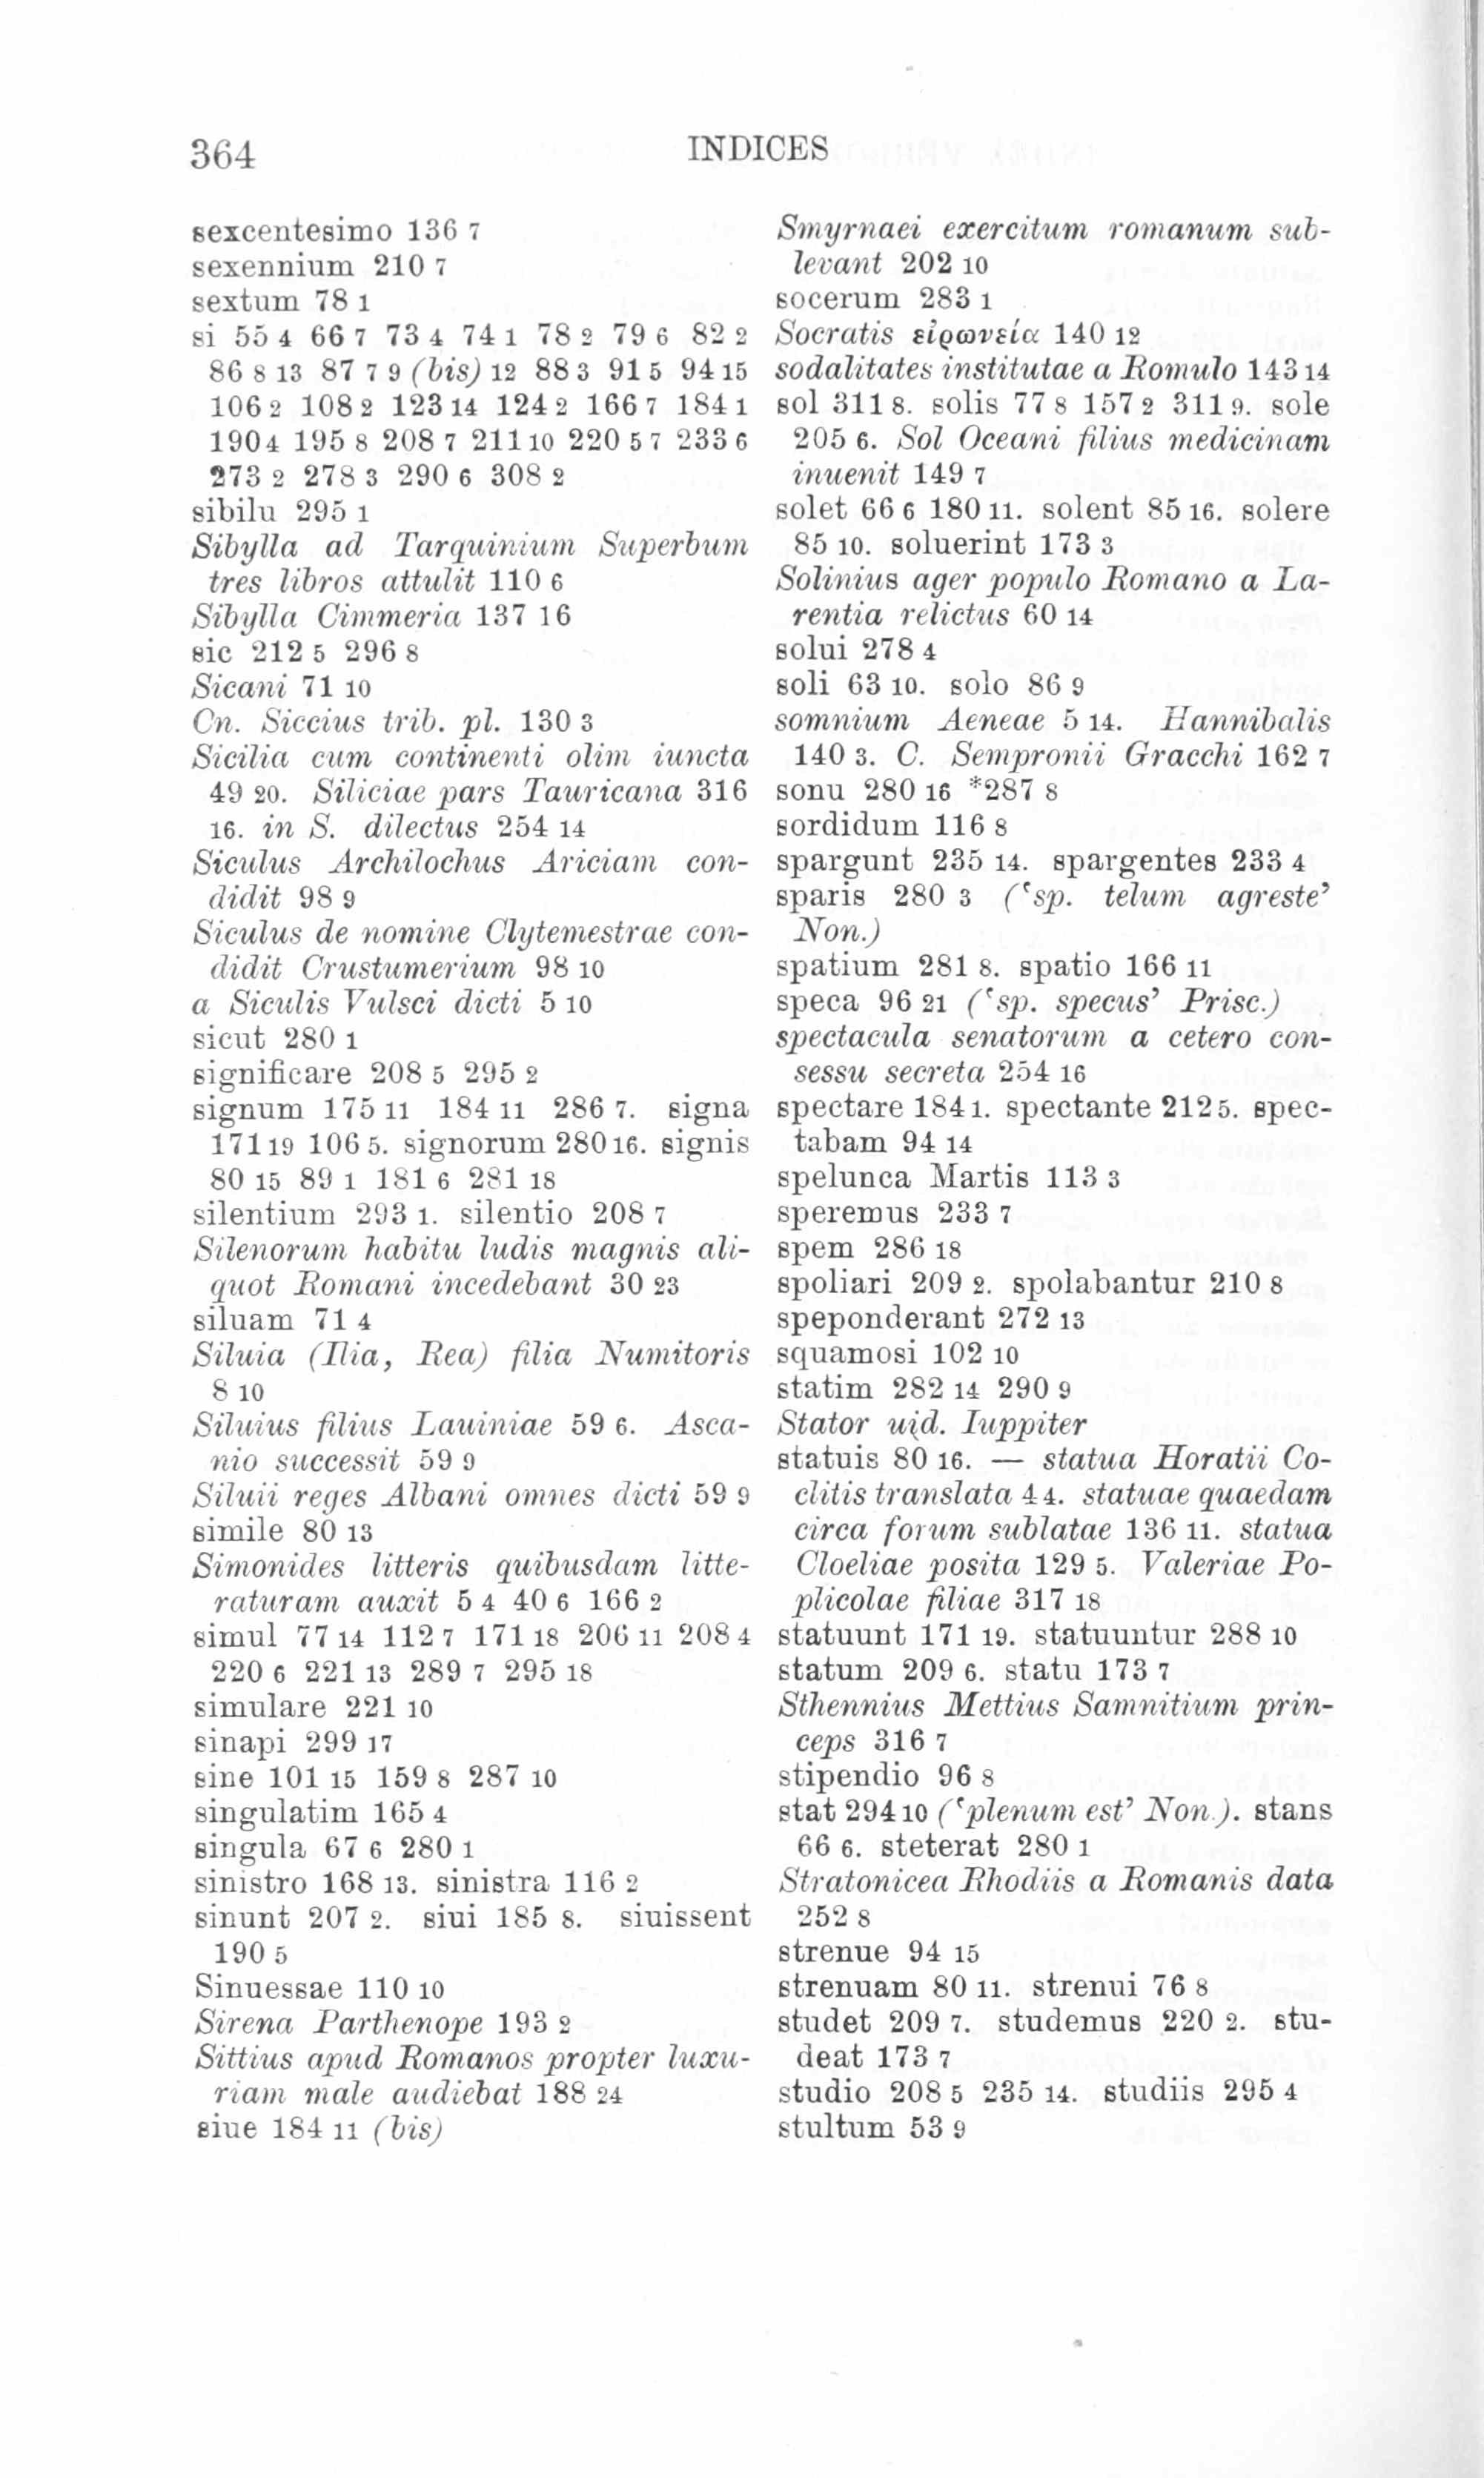 364
INDICES
sexcentesimo 136 7
sexennium 210 7
sextum 78 1
si 55 4 66 7 73 4 74 1 78 2 79 6 82 2
86 8 13 87 7 9 (bis) 12 88 3 91 5 94 15
106 2 108 2 123 14 124 2 166 7 184 1
190 4 195 8 208 7 211 10 220 5 7 233 6
273 2 278 3 290 6 308 2
sibilu 295 1
Sibylla ad Tarquinium Superbum
tres libros attulit 110 6
Sibylla Cimmeria 137 16
sic 212 5 296 8
Sicani 71 10
Cn. Siccius trib. pl. 130 3
Sicilia cum continenti olim iuncta
49 20. Siliciae pars Tauricana 316
16. in S. dilectus 254 14
Siculus Archilochus Ariciam con-
didit 98 9
Siculus de nomine Clytemestrae con-
didit Crustumerium 98 10
a Siculis Vulsci dicti 5 10
sicut 280 1
significare 208 5 295 2
signum 175 11 184 11 286 7. signa
171 19 106 5. signorum 280 16. signis
80 15 89 1 181 6 281 18
silentium 293 1. silentio 208 7
Silenorum habitu ludis magnis ali-
quot Romani incedebant 30 23
siluam 71 4
Siluia (Ilia, Rea) filia Numitoris
8 10
Siluius filius Lauiniae 59 6. Asca-
nio successit 59 9
Siluii reges Albani omnes dicti 59 9
simile 80 13
Simonides litteris quibusdam litte-
raturam auxit 5 4 40 6 166 2
simul 77 14 112 7 171 18 206 11 208 4
220 6 221 13 289 7 295 18
simulare 221 10
sinapi 299 17
sine 101 15 159 8 287 10
singulatim 165 4
singula 67 6 280 1
sinistro 168 13. sinistra 116 2
sinunt 207 2. siui 185 8. siuissent
190 5
Sinuessae 110 10
Sirena Parthenope 193 2
Sittius apud Romanos propter luxu-
riam male audiebat 188 24
siue 184 11 (bis)
Smyrnaei exercitum romanum sub-
levant 202 10
socerum 283 1
Socratis εἰρωνεία 140 12
sodalitates institutae a Romulo 143 14
sol 311 8. solis 77 8 157 2 311 9. sole
205 6. Sol Oceani filius medicinam
inuenit 149 7
solet 66 6 180 11. solent 85 16. solere
85 10. soluerint 173 3
Solinius ager populo Romano a La-
rentia relictus 60 14
solui 278 4
soli 63 10. solo 86 9
somnium Aeneae 5 14. Hannibalis
140 3. C. Sempronii Gracchi 162 7
sonu 280 16 *287 8
sordidum 116 8
spargunt 235 14. spargentes 233 4
sparis 280 3 (‘sp. telum agreste’
Non.)
spatium 281 8. spatio 166 11
speca 96 21 (‘sp. specus’ Prisc.)
spectacula senatorum a cetero con-
sessu secreta 254 16
spectare 184 1. spectante 212 5. spec-
tabam 94 14
spelunca Martis 113 3
speremus 233 7
spem 286 18
spoliari 209 2. spolabantur 210 8
speponderant 272 13
squamosi 102 10
statim 282 14 290 9
Stator uid. Iuppiter
statuis 80 16. — statua Horatii Co-
clitis translata 4 4. statuae quaedam
circa forum sublatae 136 11. statua
Cloeliae posita 129 5. Valeriae Po-
plicolae filiae 317 18
statuunt 171 19. statuuntur 288 10
statum 209 6. statu 173 7
Sthennius Mettius Samnitium prin-
ceps 316 7
stipendio 96 8
stat 294 10 (‘plenum est’ Non.). stans
66 6. steterat 280 1
Stratonicea Rhodiis a Romanis data
252 8
strenue 94 15
strenuam 80 11. strenui 76 8
studet 209 7. studemus 220 2. stu-
deat 173 7
studio 208 5 235 14. studiis 295 4
stultum 53 9